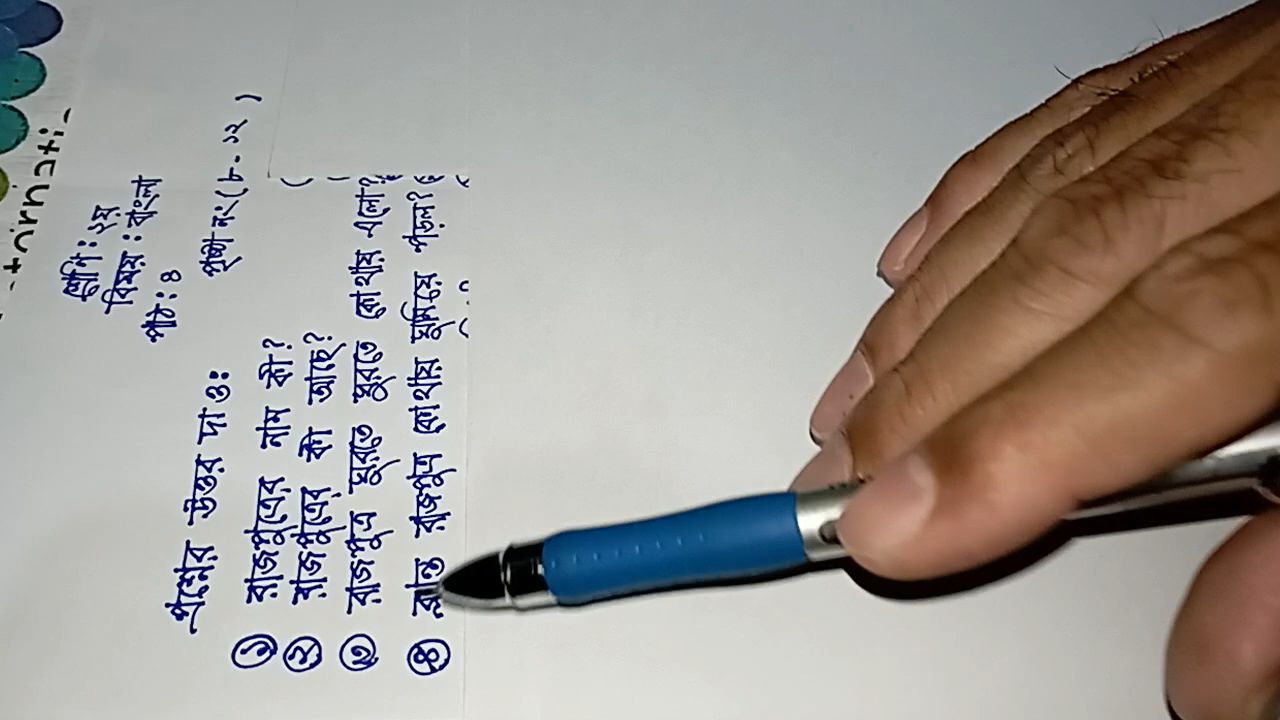 শ্রেণি: ২য়
বিষয়: বাংলা
পাঠ: ৪
পৃষ্ঠা নং(৮-১২)
প্রশ্নের উত্তর দাও:
১ রাজপুত্রের নাম কী?
২ রাজপুত্রের কী আছে?
৩ রাজপুত্র ঘুরতে ঘুরতে কোথায় এলো?
৪ ক্লান্ত রাজপুত্র কোথায় ঘুমিয়ে পড়ল?